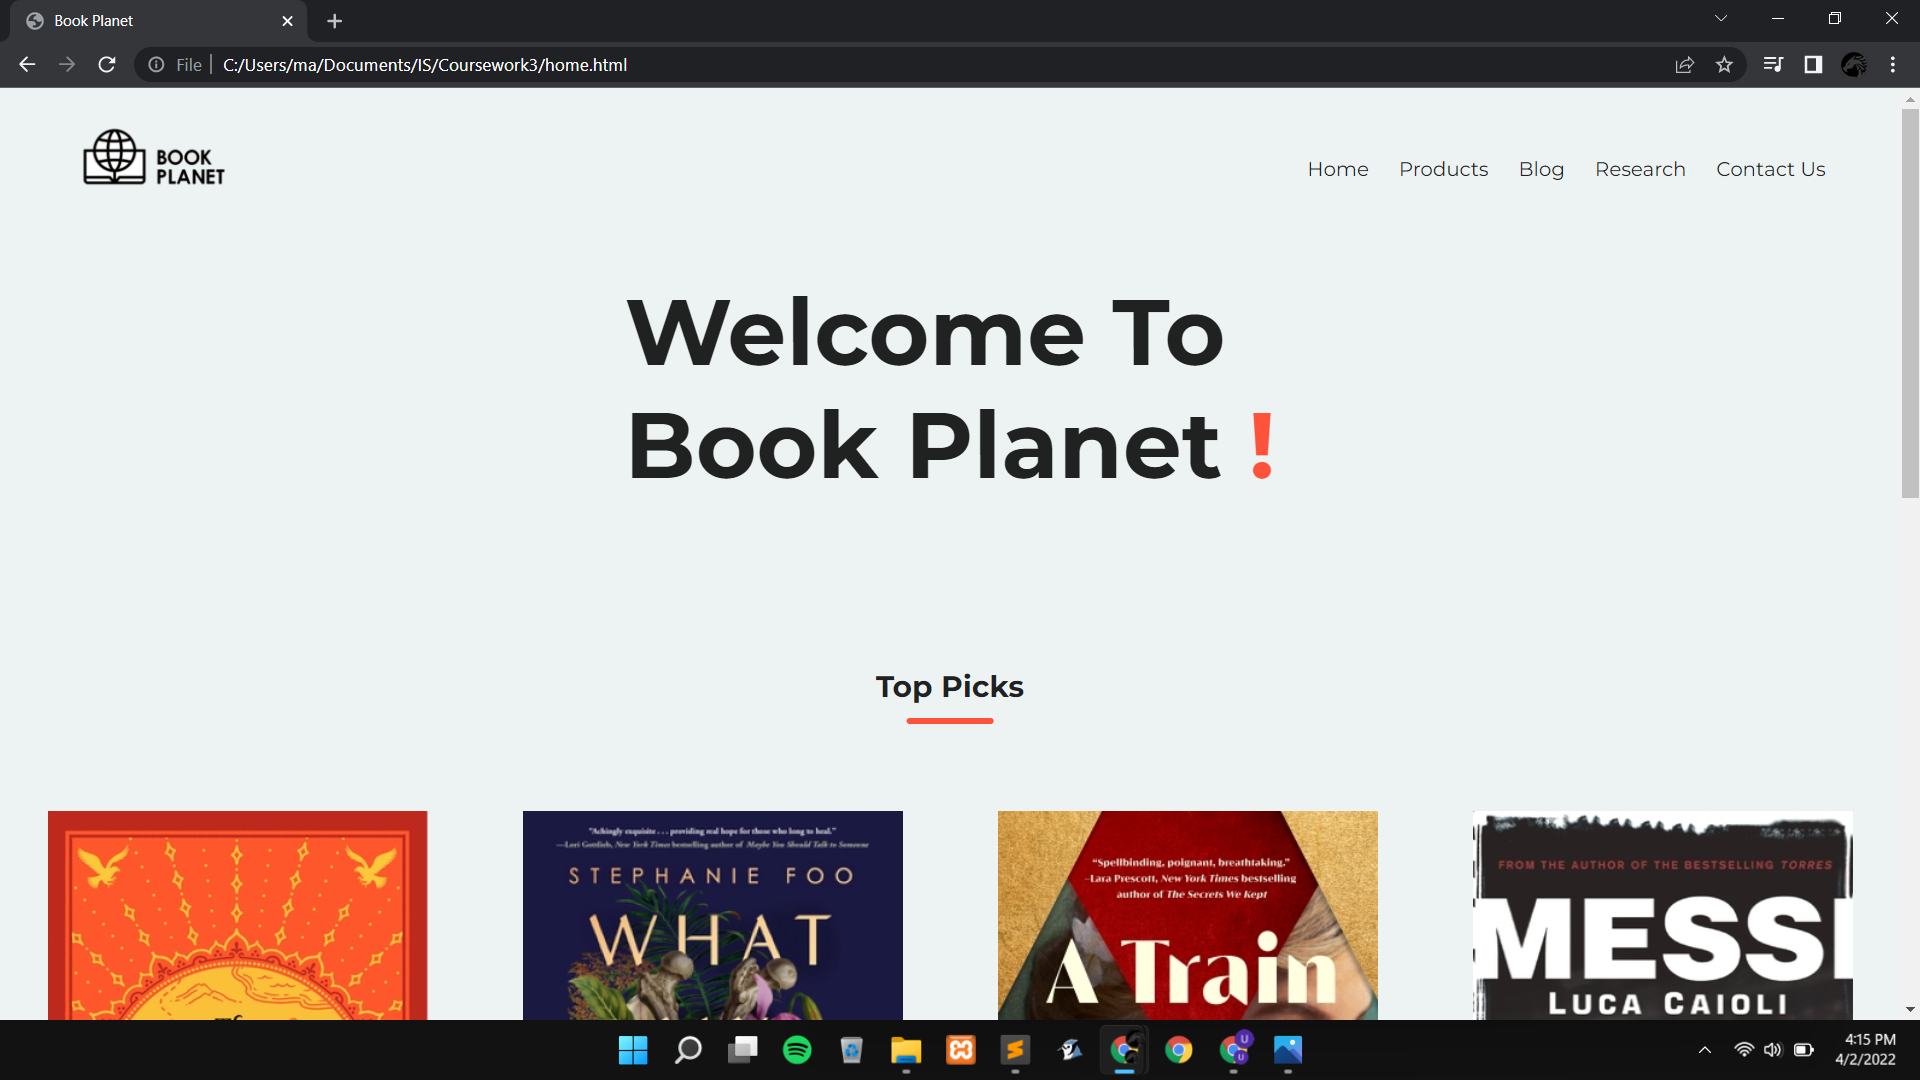 Book Planet
File
C:/Users/ma/Documents/IS/Coursework3/home.html
BOOK
PLANET
Home Products Blog Research Contact Us
Welcome To
Book Planet !
Top Picks
"Achingly exquisite . . . providing real hope for those who long to heal."
—Lori Gottlieb, New York Times bestselling author of Maybe You Should Talk to Someone
STEPHANIE FOO
WHAT
"Spellbinding, poignant, breathtaking."
–Lara Prescott, New York Times bestselling
author of The Secrets We Kept
A Train
FROM THE AUTHOR OF THE BESTSELLING TORRES
MESSI
LUCA CAIOLI
U
U
4:15 PM
4/2/2022